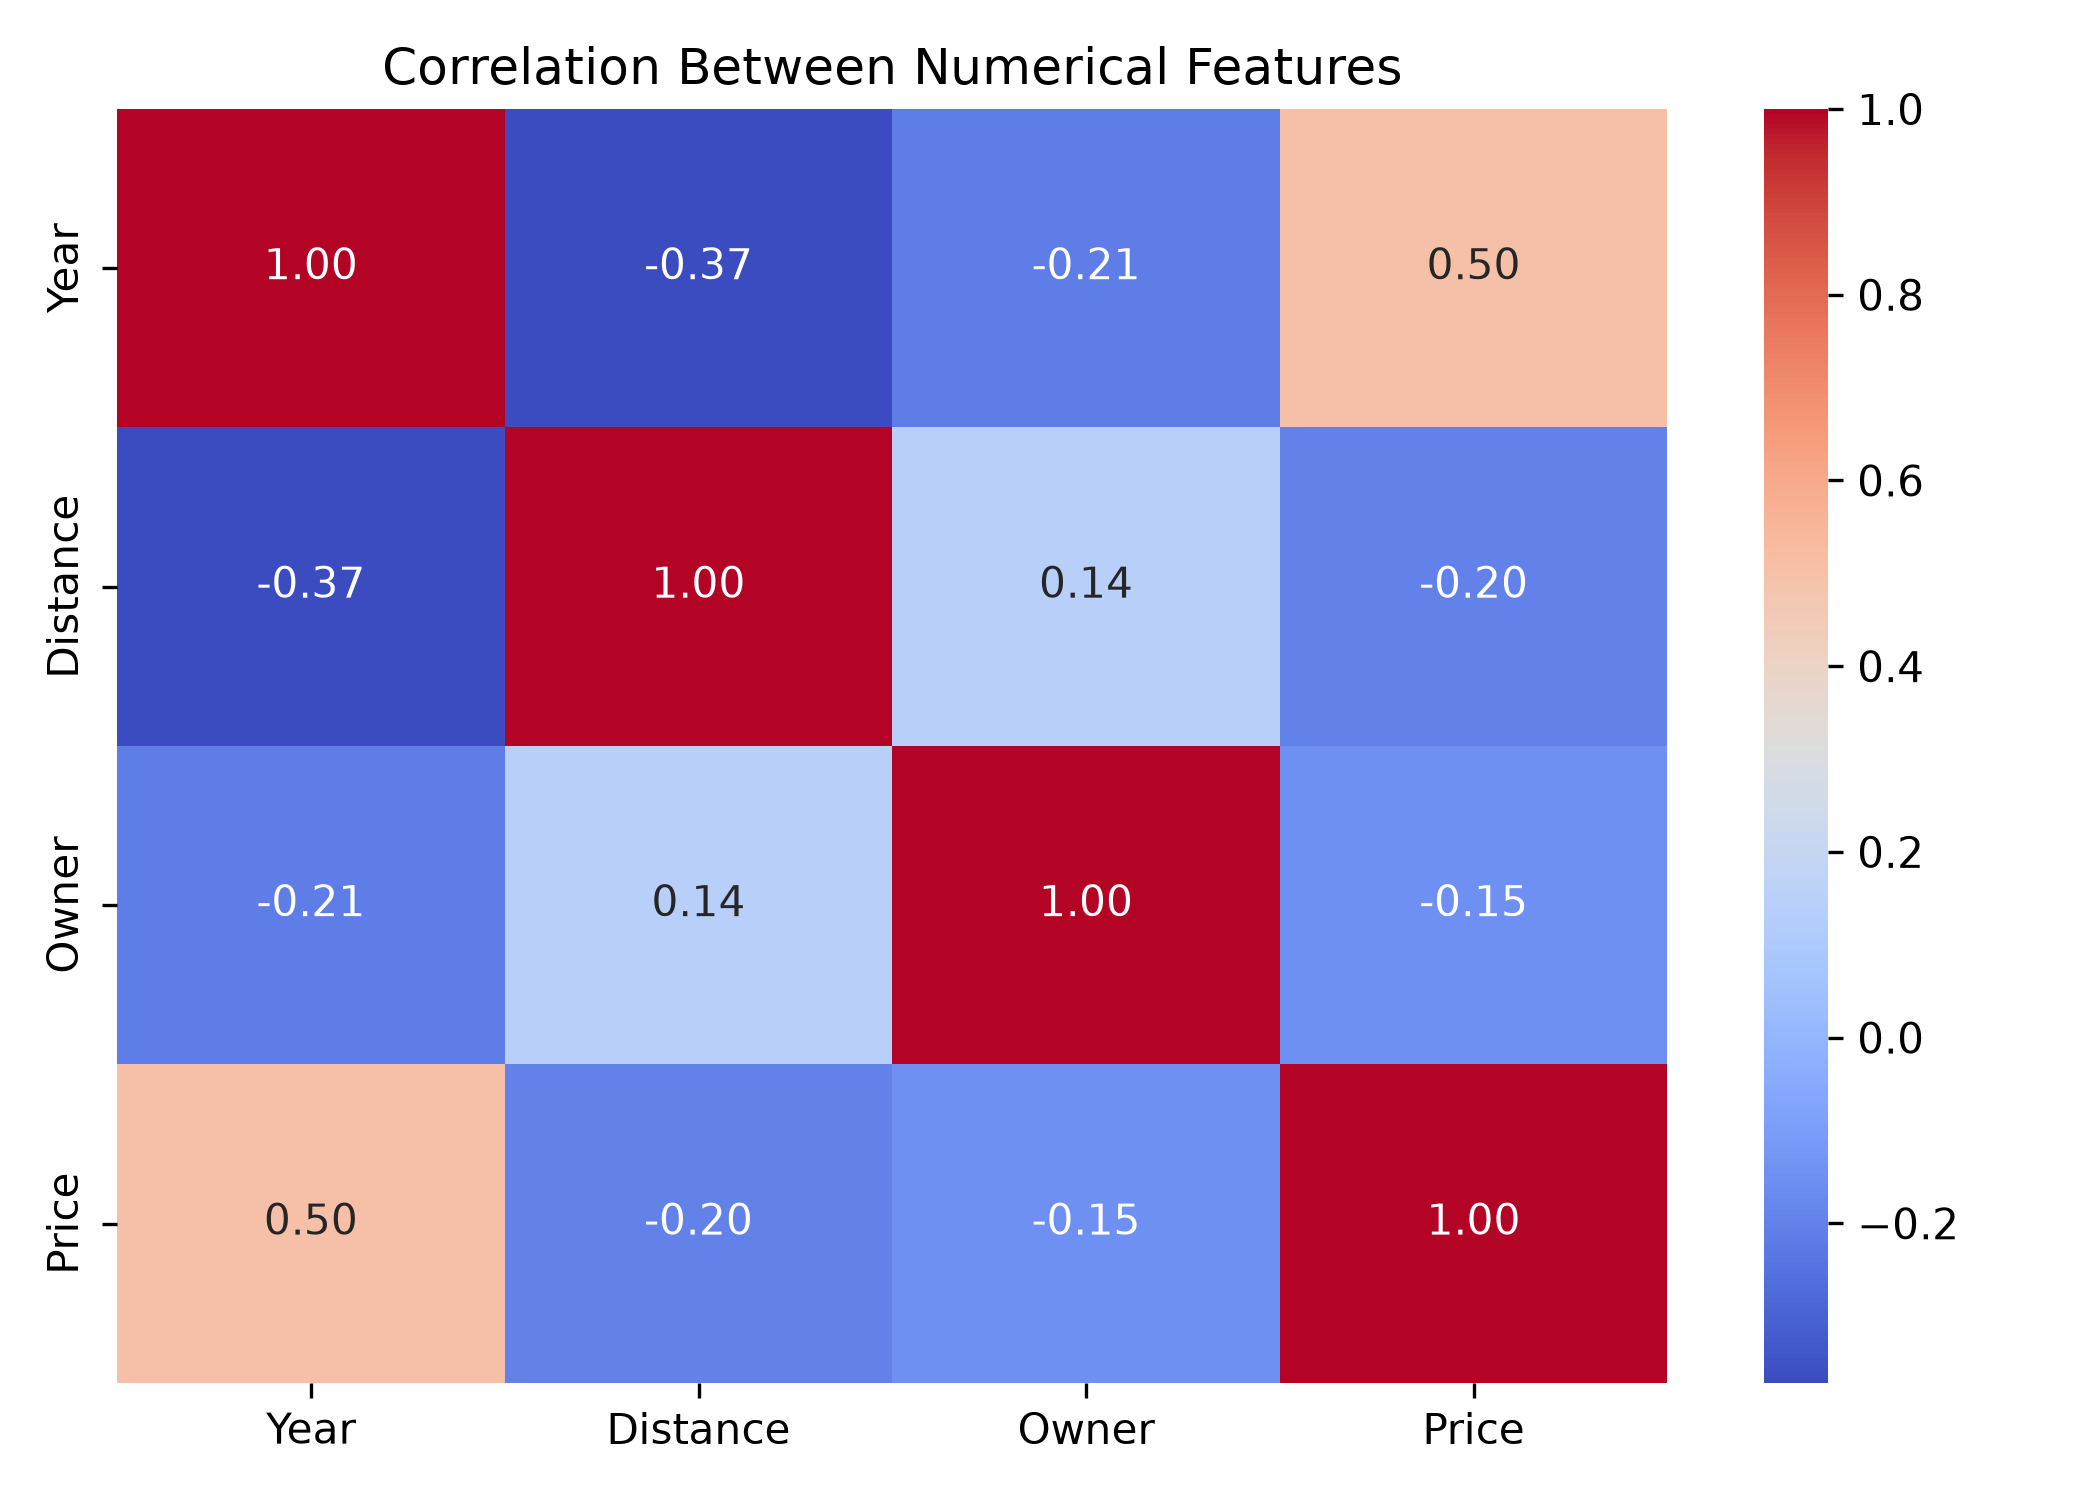 Correlation Between Numerical Features
Year 1.00 -0.37 -0.21 0.50
Distance -0.37 1.00 0.14 -0.20
Owner -0.21 0.14 1.00 -0.15
Price 0.50 -0.20 -0.15 1.00
Year Distance Owner Price
1.0
0.8
0.6
0.4
0.2
0.0
−0.2